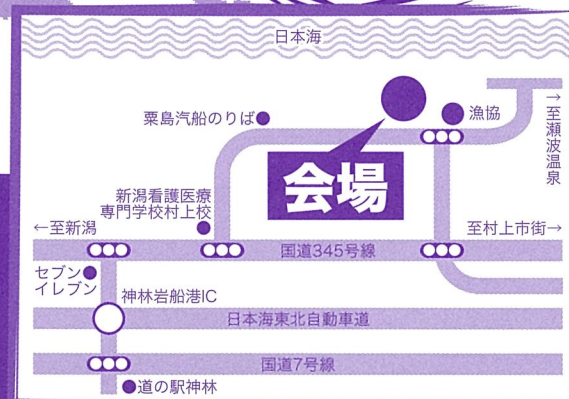 日本海
粟島汽船のりば
漁協
→至瀬波温泉
会場
新潟看護医療
専門学校村上校
←至新潟
至村上市街→
国道345号線
セブン
イレブン
神林岩船港IC
日本海東北自動車道
国道7号線
道の駅神林